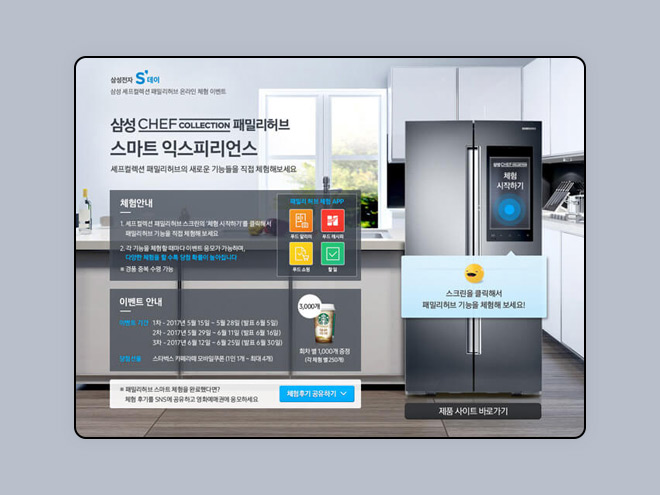 삼성전자 S'데이
삼성 셰프컬렉션 패밀리허브 온라인 체험 이벤트
삼성 CHEF COLLECTION 패밀리허브
스마트 익스피리언스
셰프컬렉션 패밀리허브의 새로운 기능들을 직접 체험해보세요
체험안내
1. 셰프컬렉션 패밀리허브 스크린의 '체험 시작하기'를 클릭해서
패밀리허브 기능을 직접 체험해 보세요
2. 각 기능을 체험할 때마다 이벤트 응모가 가능하며,
다양한 체험을 할 수록 당첨 확률이 높아집니다
※ 경품 중복 수령 가능
패밀리 허브 체험 APP
푸드 알리미
푸드 레시피
푸드 쇼핑
할 일
이벤트 안내
이벤트 기간
1차 - 2017년 5월 15일 ~ 5월 28일 (발표 6월 5일)
2차 - 2017년 5월 29일 ~ 6월 11일 (발표 6월 16일)
3차 - 2017년 6월 12일 ~ 6월 25일 (발표 6월 30일)
당첨선물
스타벅스 카페라떼 모바일쿠폰 (1인 1개 ~ 최대 4개)
3,000개
회차 별 1,000개 증정
(각 체험 별 250개)
※ 패밀리허브 스마트 체험을 완료했다면?
체험 후기를 SNS에 공유하고 영화예매권에 응모하세요
체험후기 공유하기
SAMSUNG
삼성 CHEF COLLECTION
체험
시작하기
스크린을 클릭해서
패밀리허브 기능을 체험해 보세요!
제품 사이트 바로가기